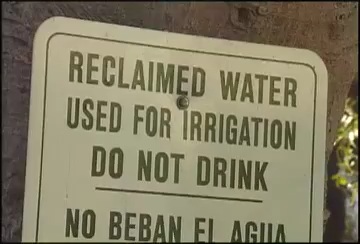 RECLAIMED WATER
USED FOR IRRIGATION
DO NOT DRINK
NO BEBAN EL AGUA